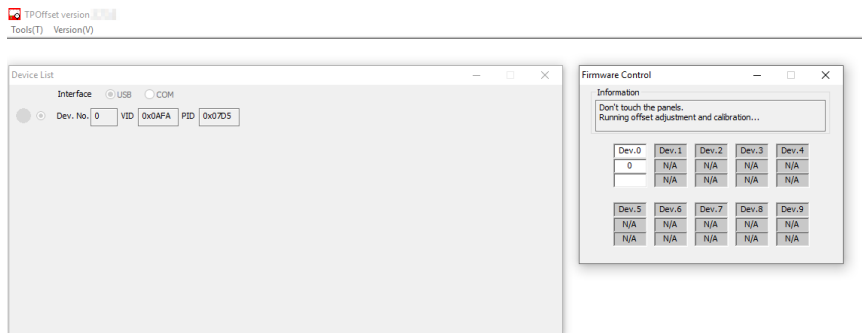 TPOffset version
Tools(T) Version(V)
Device List
Interface USB COM
Dev. No. 0 VID 0x0AFA PID 0x07D5
Firmware Control
Information
Don't touch the panels.
Running offset adjustment and calibration...
Dev.0 Dev.1 Dev.2 Dev.3 Dev.4
0 N/A N/A N/A N/A
N/A N/A N/A N/A
Dev.5 Dev.6 Dev.7 Dev.8 Dev.9
N/A N/A N/A N/A N/A
N/A N/A N/A N/A N/A